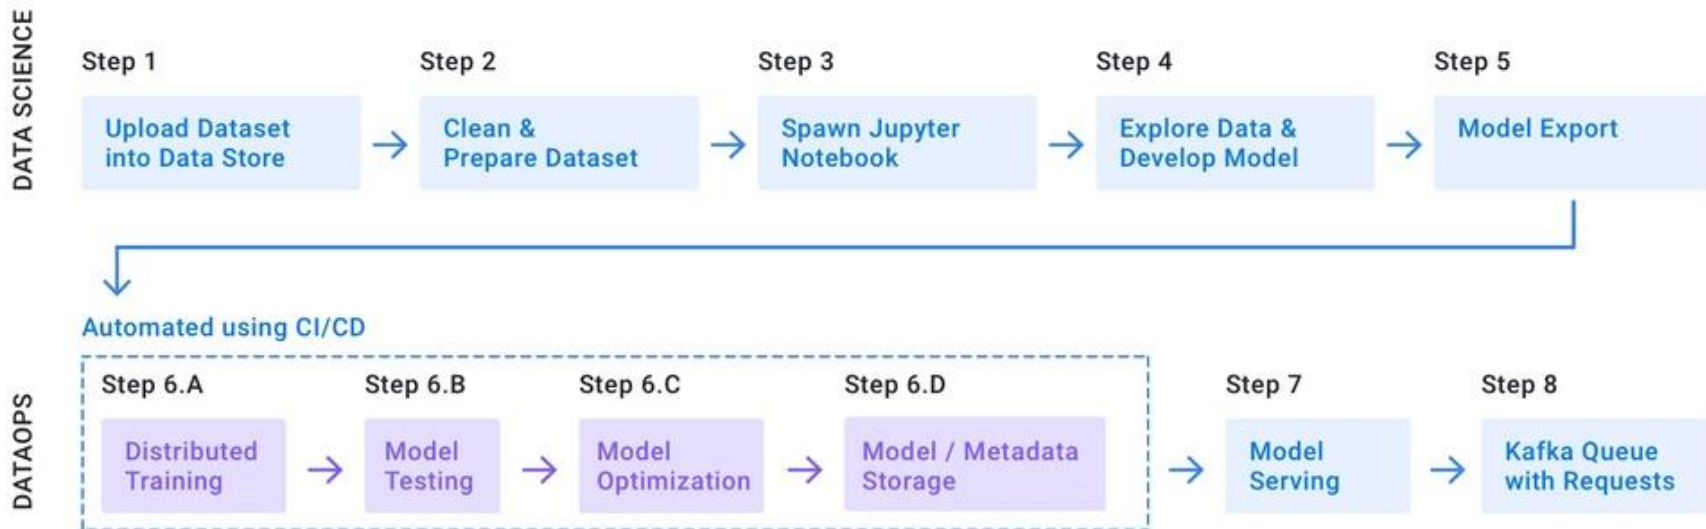 DATA SCIENCE
Step 1
Upload Dataset
into Data Store
Step 2
Clean &
Prepare Dataset
Step 3
Spawn Jupyter
Notebook
Step 4
Explore Data &
Develop Model
Step 5
Model Export
Automated using CI/CD
DATAOPS
Step 6.A
Distributed
Training
Step 6.B
Model
Testing
Step 6.C
Model
Optimization
Step 6.D
Model / Metadata
Storage
Step 7
Model
Serving
Step 8
Kafka Queue
with Requests